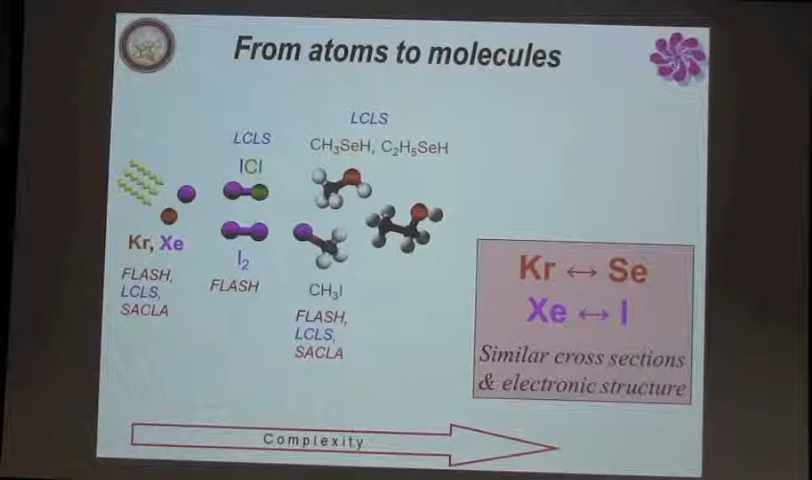 From atoms to molecules
LCLS
CH₃SeH, C₂H₅SeH
LCLS
ICl
Kr, Xe
FLASH,
LCLS,
SACLA
I₂
FLASH
CH₃I
FLASH,
LCLS,
SACLA
Kr ↔ Se
Xe ↔ I
Similar cross sections
& electronic structure
Complexity